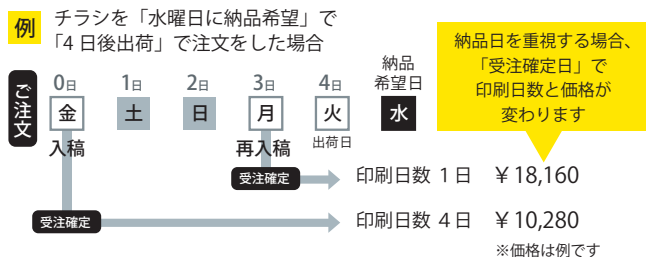 例
チラシを「水曜日に納品希望」で
「4 日後出荷」で注文をした場合
納品日を重視する場合、
「受注確定日」で
印刷日数と価格が
変わります
ご注文
0日 1日 2日 3日 4日 納品
希望日
金 土 日 月 火 水
入稿 再入稿 出荷日
受注確定 印刷日数 1日 ¥18,160
受注確定 印刷日数 4日 ¥10,280
※価格は例です